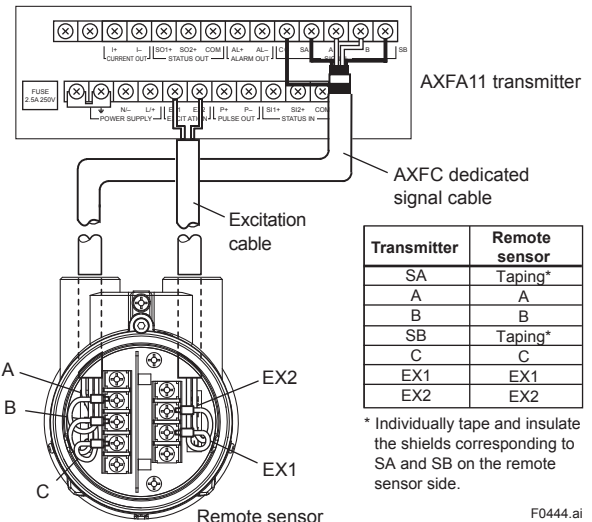 I+ I– SO1+ SO2+ COM AL+ AL– C SA A B SB
CURRENT OUT STATUS OUT ALARM OUT
AXFA11 transmitter
FUSE
2.5A 250V
N/– L/+ EX1 EX2 P+ P– SI1+ SI2+ COM
POWER SUPPLY EXCITATION PULSE OUT STATUS IN
AXFC dedicated
signal cable
Excitation
cable
Transmitter Remote sensor
SA Taping*
A A
B B
SB Taping*
C C
EX1 EX1
EX2 EX2
* Individually tape and insulate
the shields corresponding to
SA and SB on the remote
sensor side.
A
B
C
EX2
EX1
Remote sensor
F0444.ai